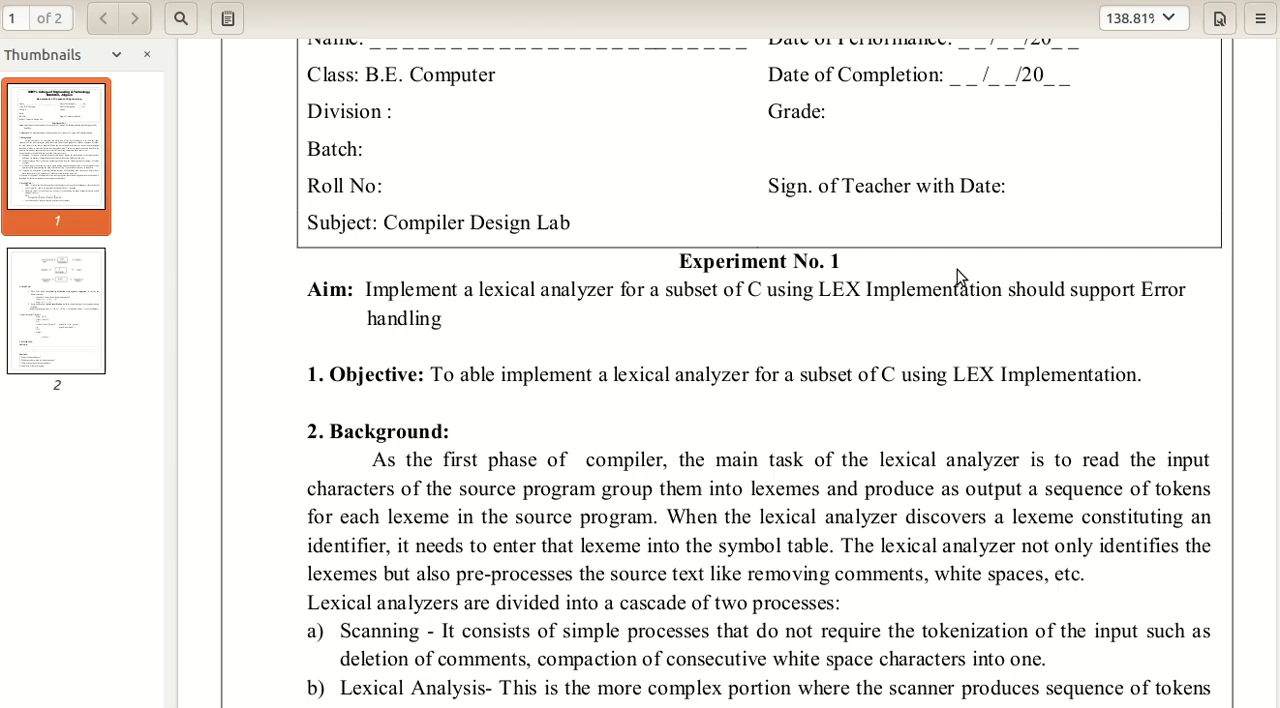 1 of 2 138.81%
Thumbnails
Name: _ _ _ _ _ _ _ _ _ _ _ _ _ _ _ _ _ _ _ _ _ _ _ _ Date of Performance: _ _/_ _/20_ _
Class: B.E. Computer Date of Completion: _ _/_ _/20_ _
Division : Grade:
Batch:
Roll No: Sign. of Teacher with Date:
Subject: Compiler Design Lab
Experiment No. 1
Aim: Implement a lexical analyzer for a subset of C using LEX Implementation should support Error
handling
1. Objective: To able implement a lexical analyzer for a subset of C using LEX Implementation.
2. Background:
As the first phase of compiler, the main task of the lexical analyzer is to read the input
characters of the source program group them into lexemes and produce as output a sequence of tokens
for each lexeme in the source program. When the lexical analyzer discovers a lexeme constituting an
identifier, it needs to enter that lexeme into the symbol table. The lexical analyzer not only identifies the
lexemes but also pre-processes the source text like removing comments, white spaces, etc.
Lexical analyzers are divided into a cascade of two processes:
a) Scanning - It consists of simple processes that do not require the tokenization of the input such as
deletion of comments, compaction of consecutive white space characters into one.
b) Lexical Analysis- This is the more complex portion where the scanner produces sequence of tokens
1
2